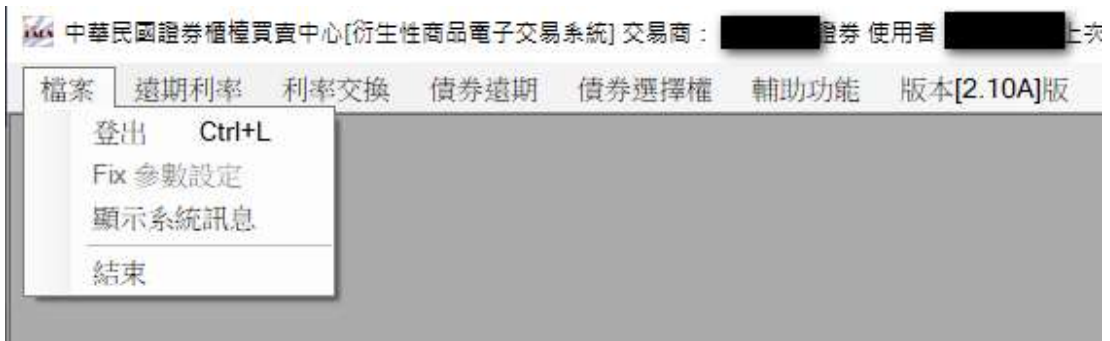 中華民國證券櫃檯買賣中心[衍生性商品電子交易系統] 交易商： 證券 使用者 上次
檔案 遠期利率 利率交換 債券遠期 債券選擇權 輔助功能 版本[2.10A]版
登出 Ctrl+L
Fix 參數設定
顯示系統訊息
結束